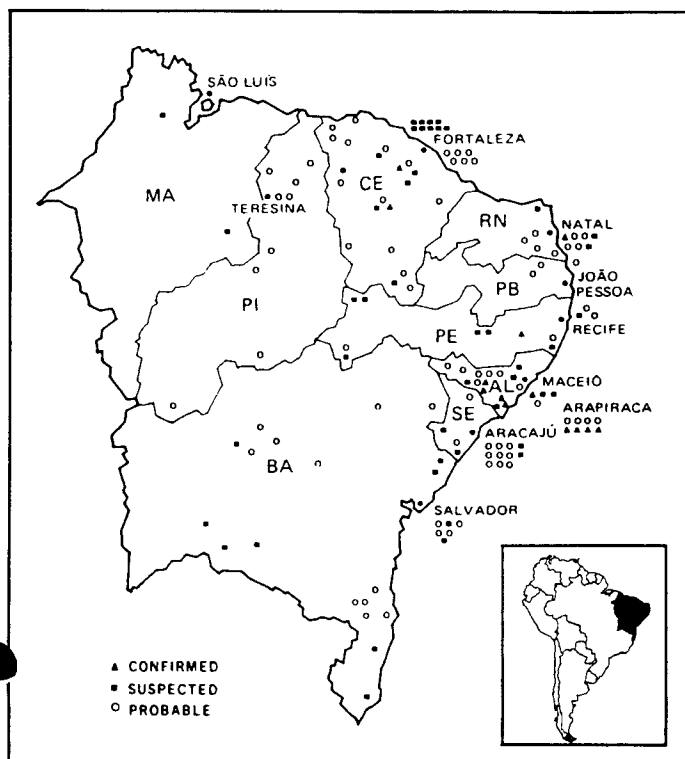 SÃO LUÍS
FORTALEZA
CE
MA
TERESINA
RN
NATAL
JOÃO
PESSOA
PB
PI
RECIFE
PE
AL
MACEIÓ
SE
ARAPIRACA
ARACAJÚ
BA
SALVADOR
CONFIRMED
SUSPECTED
PROBABLE